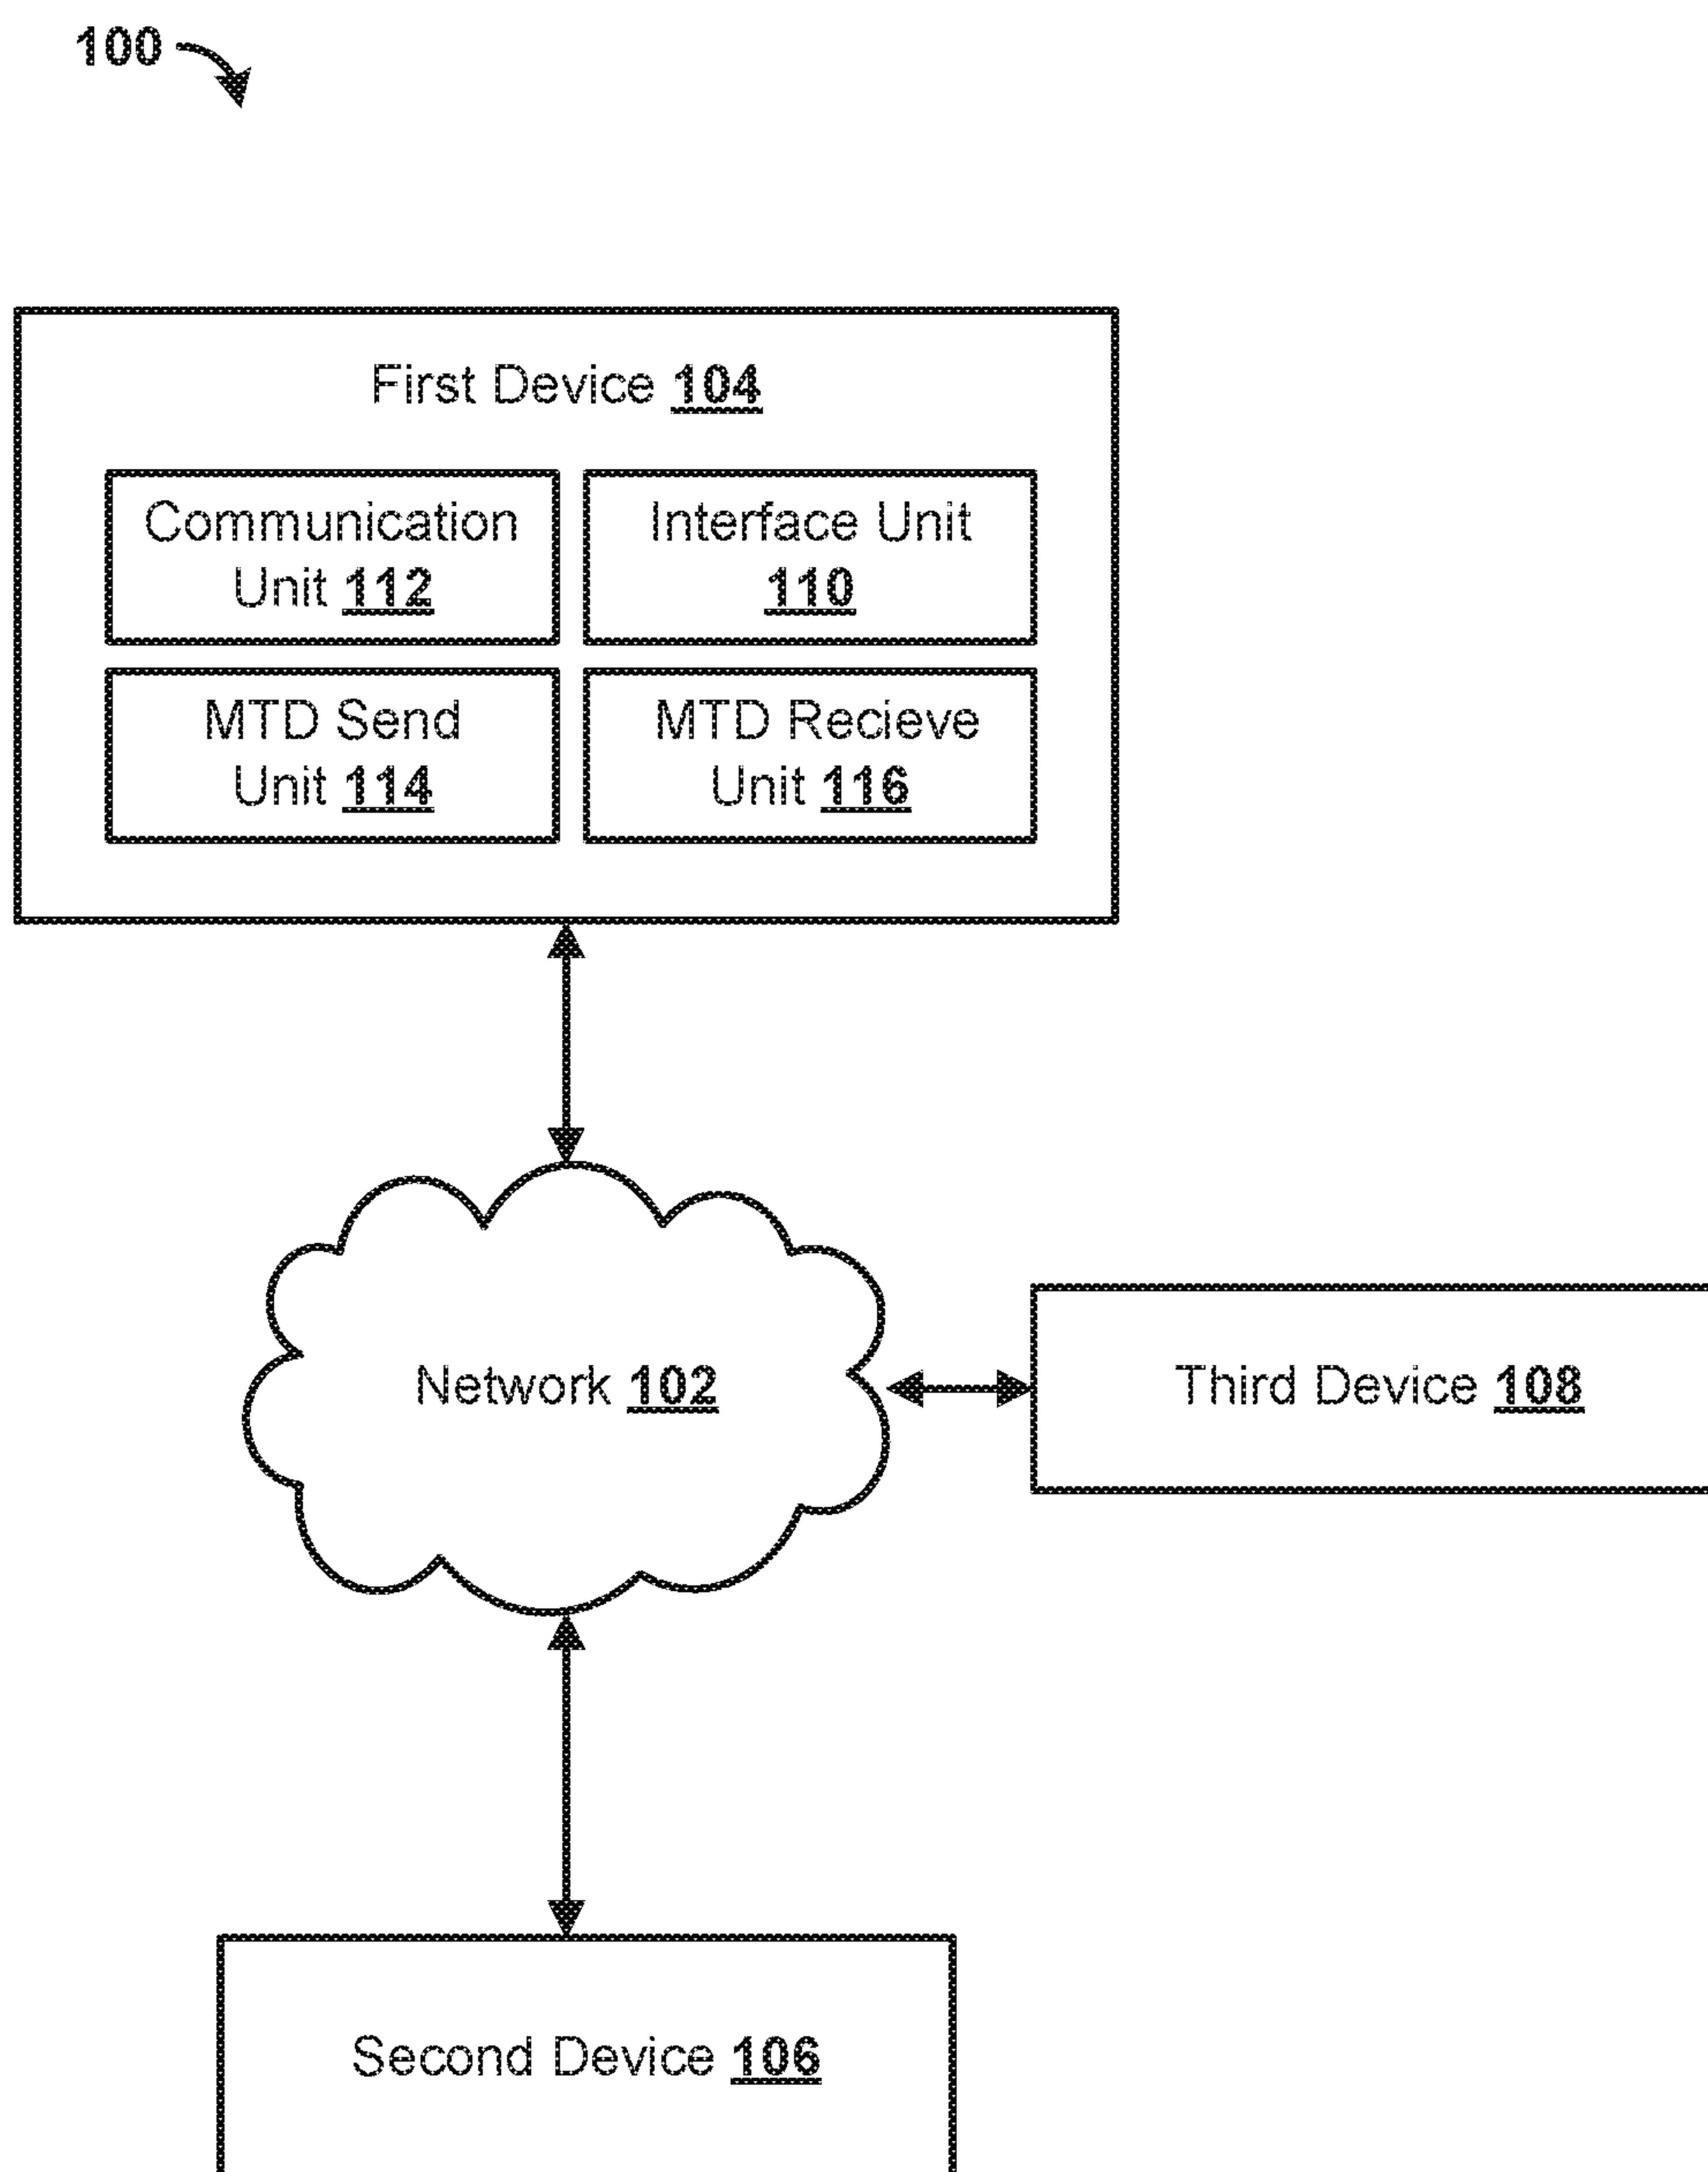 100
First Device 104
Communication
Unit 112
Interface Unit
110
MTD Send
Unit 114
MTD Recieve
Unit 116
Network 102
Third Device 108
Second Device 106